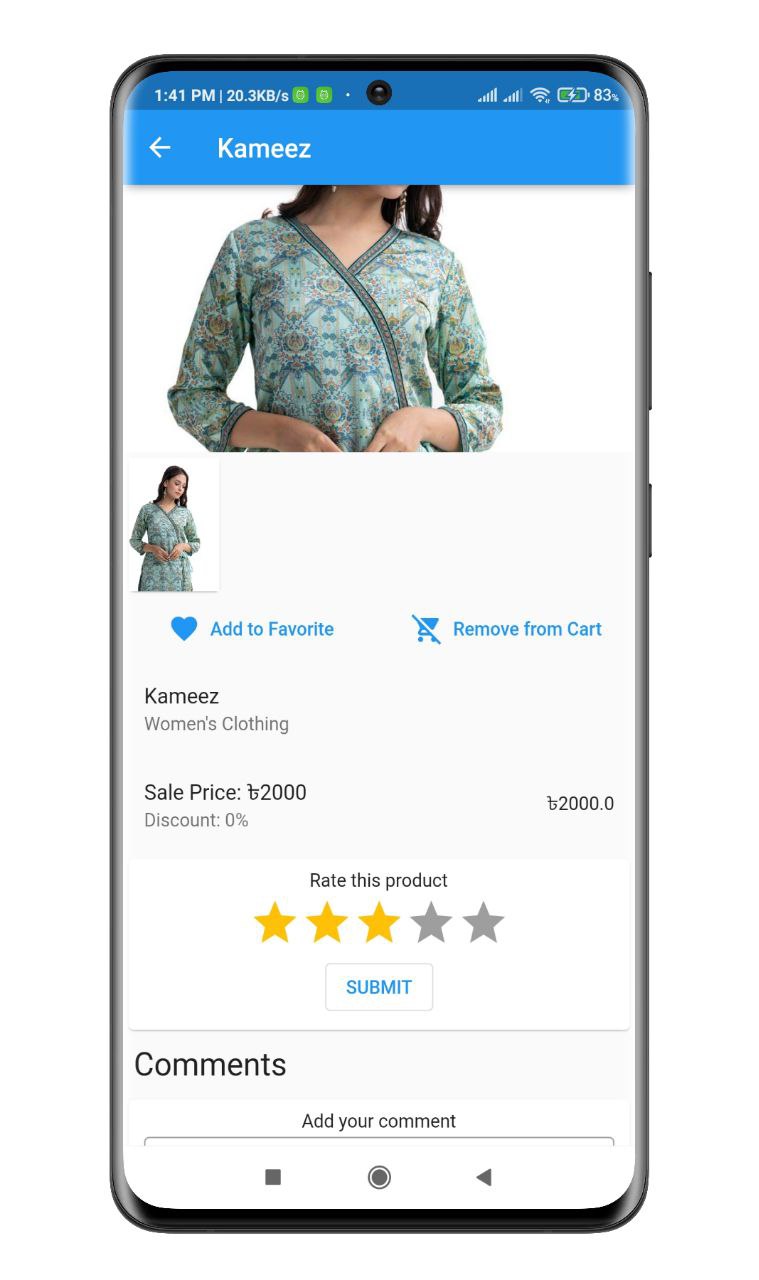 1:41 PM | 20.3KB/s 83%
Kameez
Add to Favorite Remove from Cart
Kameez
Women's Clothing
Sale Price: ৳2000
Discount: 0%
৳2000.0
Rate this product
SUBMIT
Comments
Add your comment